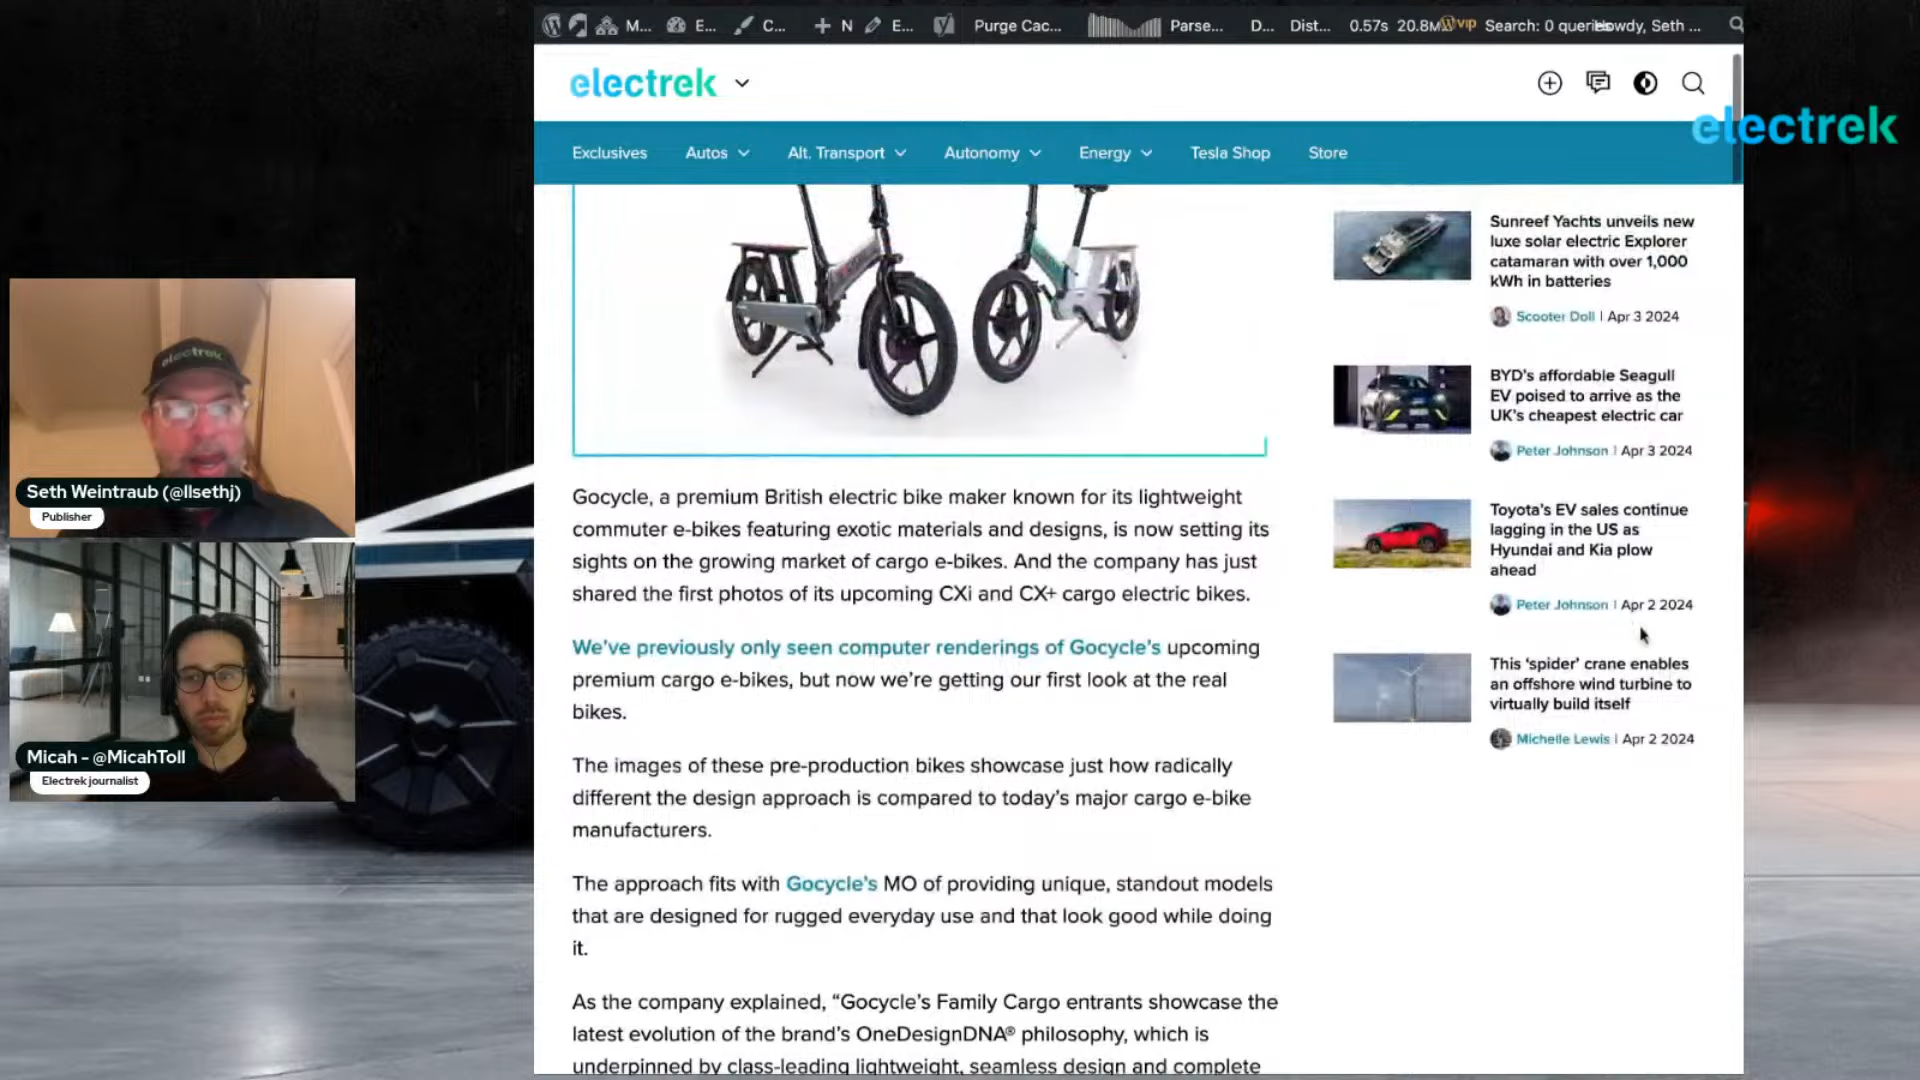 M...
E...
C...
N
E...
Purge Cac...
Parse...
D...
Dist...
0.57s 20.8M
VIP
Search: 0 queries
Howdy, Seth ...
electrek
electrek
Exclusives
Autos
Alt. Transport
Autonomy
Energy
Tesla Shop
Store
electrek
Seth Weintraub (@llsethj)
Publisher
Micah - @MicahToll
Electrek journalist
Gocycle, a premium British electric bike maker known for its lightweight
commuter e-bikes featuring exotic materials and designs, is now setting its
sights on the growing market of cargo e-bikes. And the company has just
shared the first photos of its upcoming CXi and CX+ cargo electric bikes.
We've previously only seen computer renderings of Gocycle's upcoming
premium cargo e-bikes, but now we're getting our first look at the real
bikes.
The images of these pre-production bikes showcase just how radically
different the design approach is compared to today's major cargo e-bike
manufacturers.
The approach fits with Gocycle's MO of providing unique, standout models
that are designed for rugged everyday use and that look good while doing
it.
As the company explained, “Gocycle's Family Cargo entrants showcase the
latest evolution of the brand's OneDesignDNA® philosophy, which is
underpinned by class-leading lightweight, seamless design and complete
Sunreef Yachts unveils new
luxe solar electric Explorer
catamaran with over 1,000
kWh in batteries
Scooter Doll | Apr 3 2024
BYD's affordable Seagull
EV poised to arrive as the
UK's cheapest electric car
Peter Johnson | Apr 3 2024
Toyota's EV sales continue
lagging in the US as
Hyundai and Kia plow
ahead
Peter Johnson | Apr 2 2024
This ‘spider’ crane enables
an offshore wind turbine to
virtually build itself
Michelle Lewis | Apr 2 2024